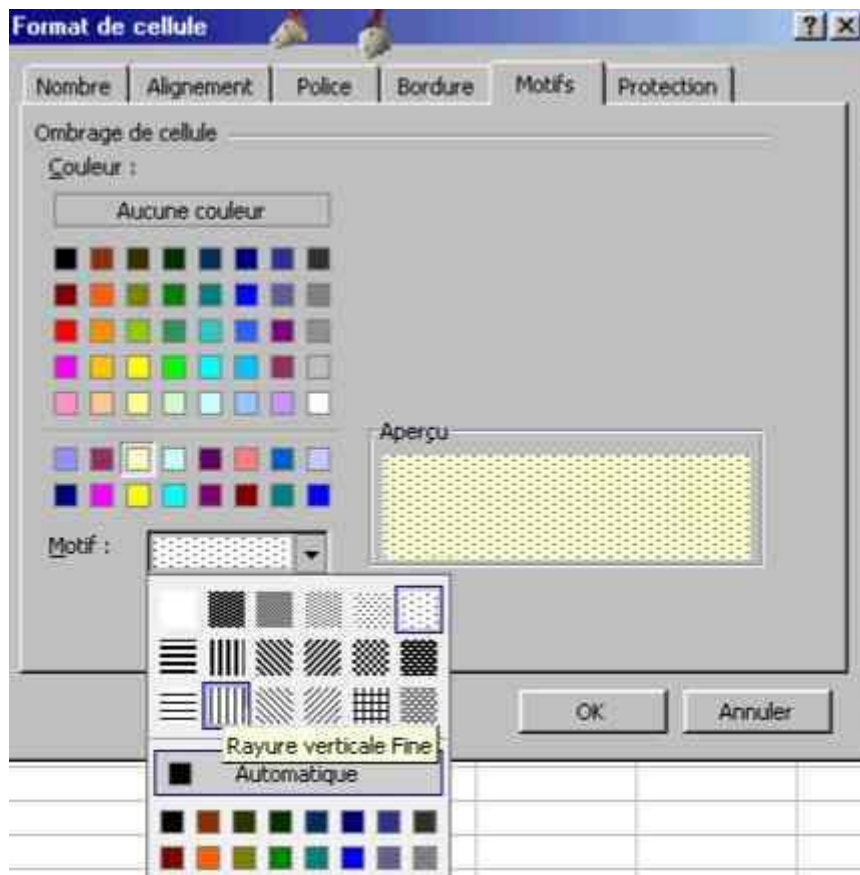 Format de cellule
Nombre Alignement Police Bordure Motifs Protection
Ombrage de cellule
Couleur :
Aucune couleur
Aperçu
Motif :
OK Annuler
Rayure verticale Fine
Automatique